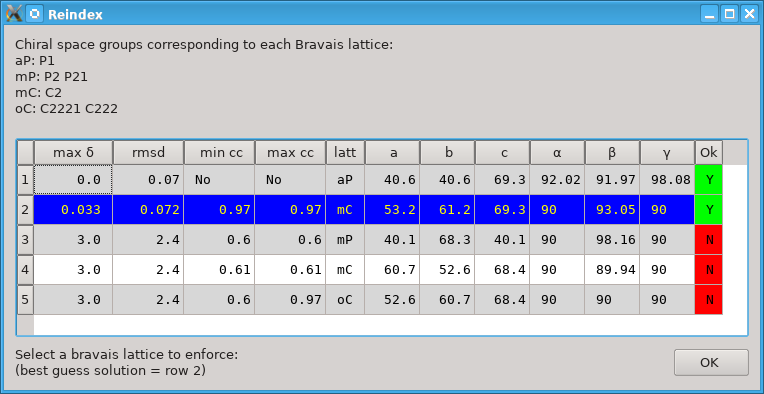 Reindex
Chiral space groups corresponding to each Bravais lattice:
aP: P1
mP: P2 P21
mC: C2
oC: C2221 C222
max δ rmsd min cc max cc latt a b c α β γ Ok
1 0.0 0.07 No No aP 40.6 40.6 69.3 92.02 91.97 98.08 Y
2 0.033 0.072 0.97 0.97 mC 53.2 61.2 69.3 90 93.05 90 Y
3 3.0 2.4 0.6 0.6 mP 40.1 68.3 40.1 90 98.16 90 N
4 3.0 2.4 0.61 0.61 mC 60.7 52.6 68.4 90 89.94 90 N
5 3.0 2.4 0.6 0.97 oC 52.6 60.7 68.4 90 90 90 N
Select a bravais lattice to enforce:
(best guess solution = row 2)
OK